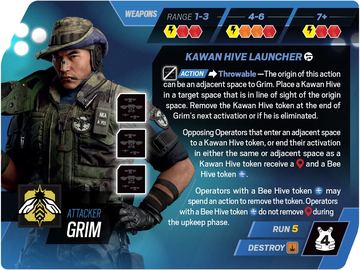 WEAPONS
RANGE 1-3
4-6
7+
KAWAN HIVE LAUNCHER
ACTION Throwable—The origin of this action
can be an adjacent space to Grim. Place a Kawan Hive
in a target space that is in line of sight of the origin
space. Remove the Kawan Hive token at the end of
Grim's next activation or if he is eliminated.
Opposing Operators that enter an adjacent space
to a Kawan Hive token, or end their activation
in either the same or adjacent space as a
Kawan Hive token receive a and a
Bee Hive token.
Operators with a Bee Hive token may
spend an action to remove the token. Operators
with a Bee Hive token do not remove during
the upkeep phase.
ATTACKER
GRIM
RUN 5
DESTROY
4